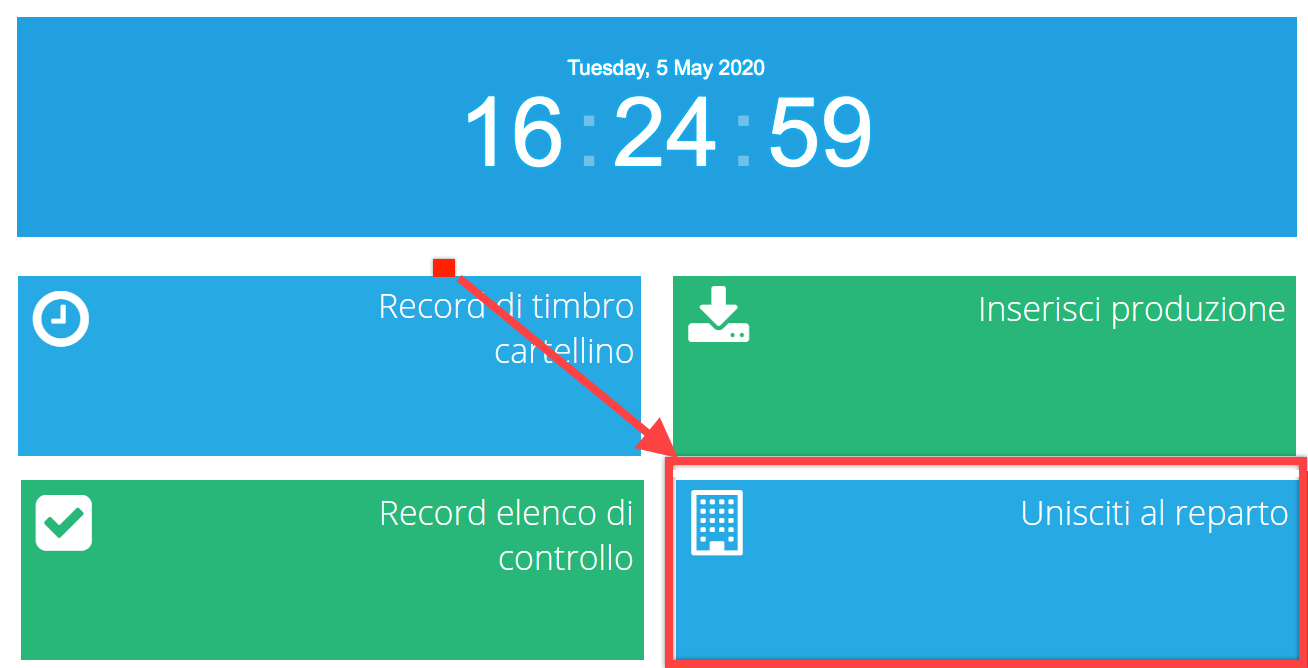 Tuesday, 5 May 2020
16:24:59
Record di timbro
cartellino
Inserisci produzione
Record elenco di
controllo
Unisciti al reparto